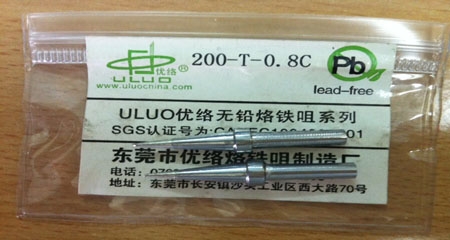 优络®
ULUO
www.uluochina.com
200-T-0.8C
Pb
lead-free
ULUO优络无铅烙铁咀系列
SGS认证号为:
东莞市优络烙铁咀制造厂
电话:
地址: 东莞市长安镇沙头工业区西大路70号